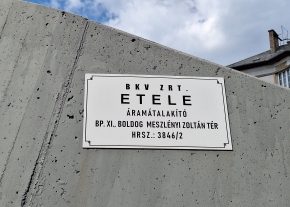 BKV ZRT.
ETELE
ÁRAMÁTALAKÍTÓ
BP. XI., BOLDOG MESZLÉNYI ZOLTÁN TÉR
HRSZ.: 3846/2